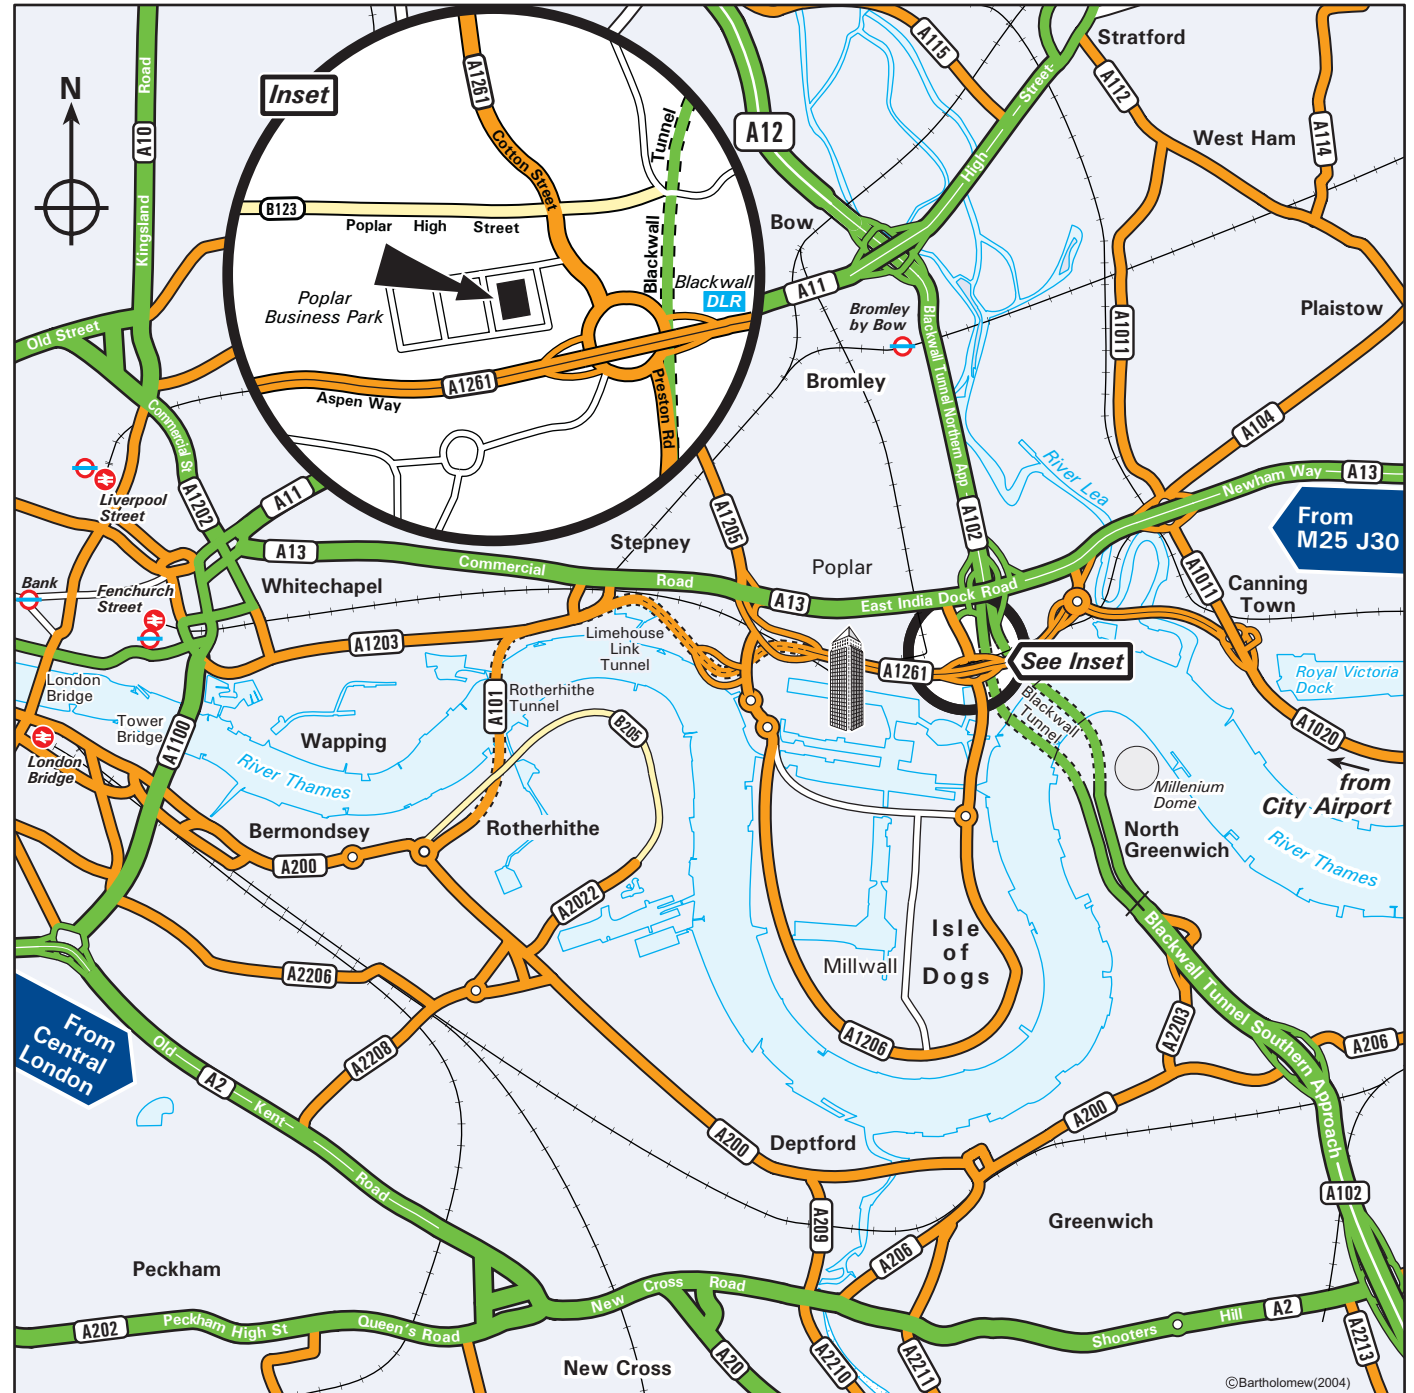 N
Inset
A1261
Cotton Street
Tunnel
Blackwall
B123
Poplar High Street
Poplar
Business Park
Blackwall
DLR
A1261
Aspen Way
Preston Rd
Road
A10
Kingsland
Old Street
Commercial St
A1202
A11
Liverpool
Street
A12
A115
Stratford
High
Street
A112
West Ham
A114
Bow
A11
Bromley
by Bow
Bromley
Blackwall Tunnel Northern App
A102
Plaistow
A1011
A104
River Lea
Newham Way
A13
From
M25 J30
A1011
Canning
Town
A13
Commercial
Road
A13
East India Dock Road
Stepney
A1205
Poplar
Whitechapel
Bank
Fenchurch
Street
A1203
Limehouse
Link
Tunnel
A1261
See Inset
Royal Victoria
Dock
A1020
London
Bridge
Tower
Bridge
A1100
London
Bridge
Wapping
River Thames
A101
Rotherhithe
Tunnel
B205
Blackwall
Tunnel
Millenium
Dome
from
City Airport
Bermondsey
A200
Rotherhithe
North
Greenwich
River Thames
A2022
A2206
A2208
Isle
of
Dogs
Millwall
A1206
Blackwall Tunnel Southern Approach
A2203
A206
From
Central
London
Old
A2
Kent
Road
A200
Deptford
A200
A209
A206
Greenwich
A102
Peckham
A202
Peckham High St
Queen's Road
New Cross Road
A20
New Cross
A2210
A2211
Shooters
Hill
A2
A2213
©Bartholomew(2004)